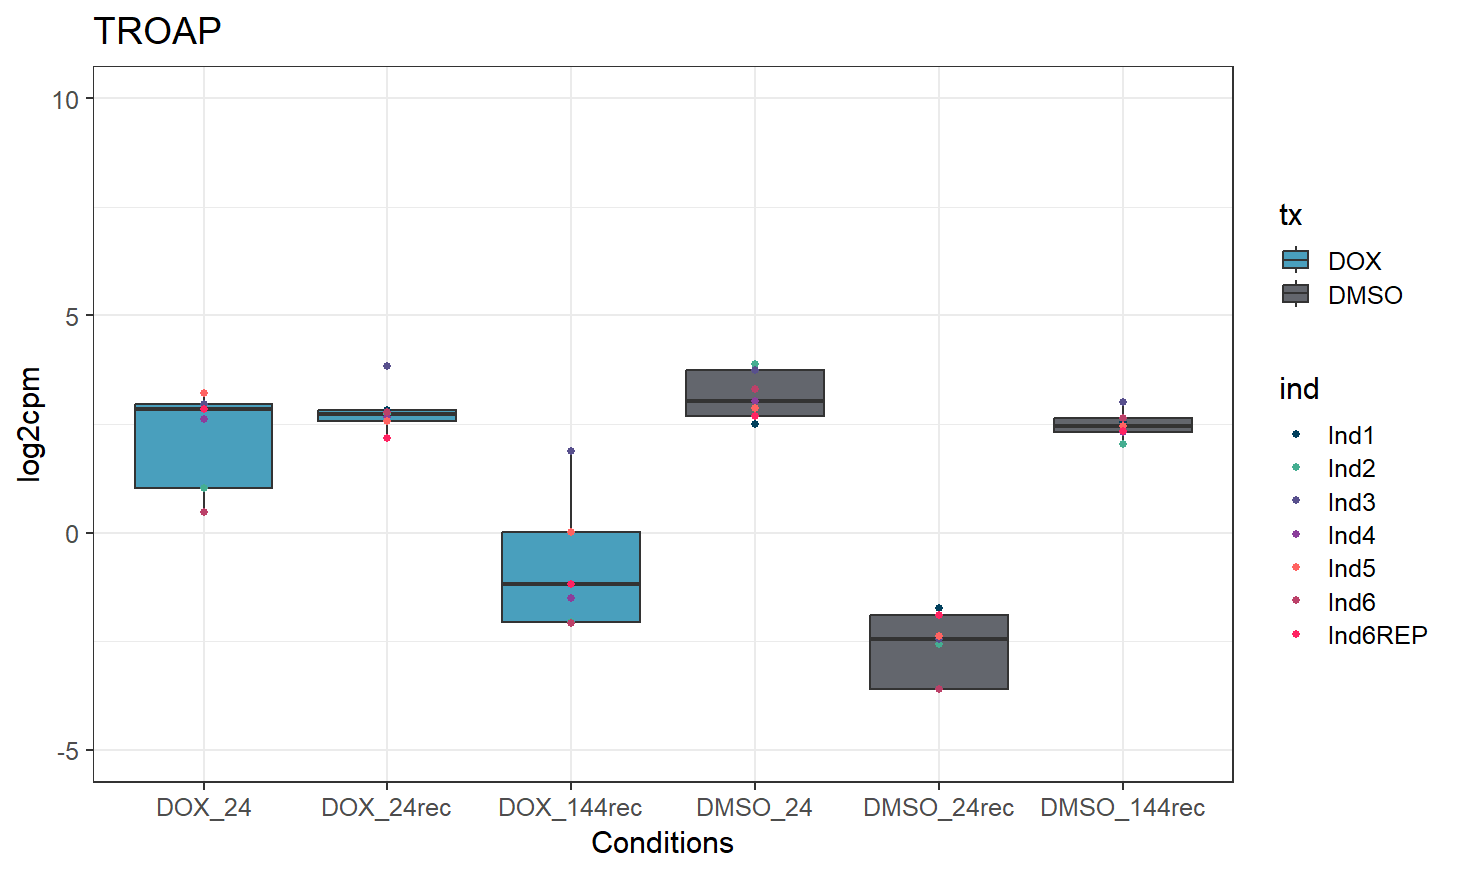 TROAP
10
5
0
-5
log2cpm
DOX_24 DOX_24rec DOX_144rec DMSO_24 DMSO_24rec DMSO_144rec
Conditions
tx
DOX
DMSO
ind
Ind1
Ind2
Ind3
Ind4
Ind5
Ind6
Ind6REP